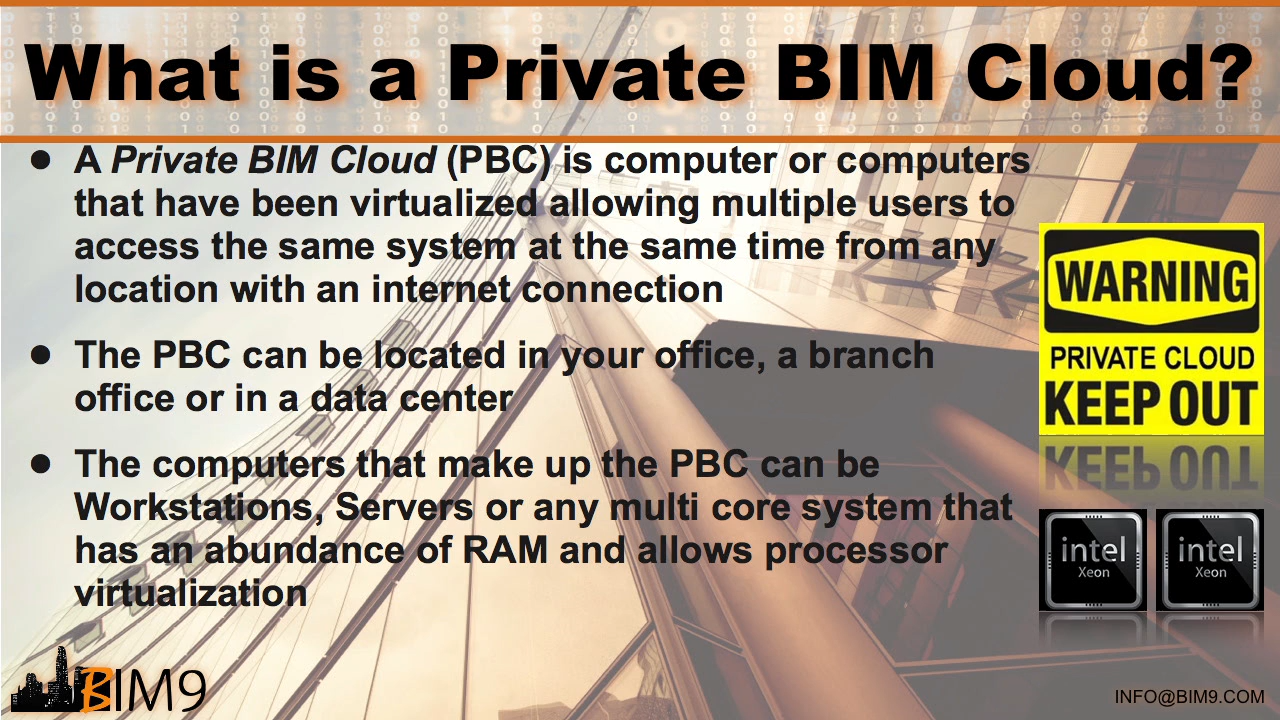 What is a Private BIM Cloud?
● A Private BIM Cloud (PBC) is computer or computers
that have been virtualized allowing multiple users to
access the same system at the same time from any
location with an internet connection
● The PBC can be located in your office, a branch
office or in a data center
● The computers that make up the PBC can be
Workstations, Servers or any multi core system that
has an abundance of RAM and allows processor
virtualization
WARNING
PRIVATE CLOUD
KEEP OUT
intel Xeon
intel Xeon
BIM9
INFO@BIM9.COM